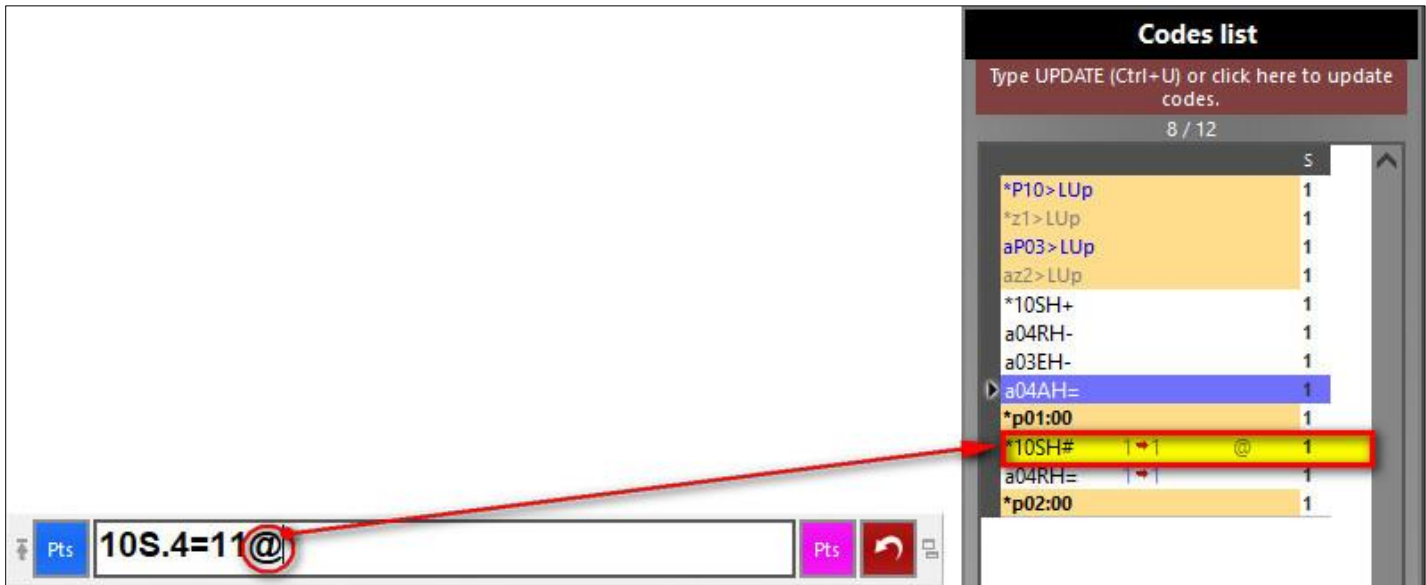 Codes list
Type UPDATE (Ctrl+U) or click here to update
codes.
8 / 12
S
*P10>LUp 1
*z1>LUp 1
aP03>LUp 1
az2>LUp 1
*10SH+ 1
a04RH- 1
a03EH- 1
a04AH= 1
*p01:00 1
*10SH# 1➡1 @ 1
a04RH= 1➡1 1
*p02:00 1
Pts 10S.4=11@ Pts